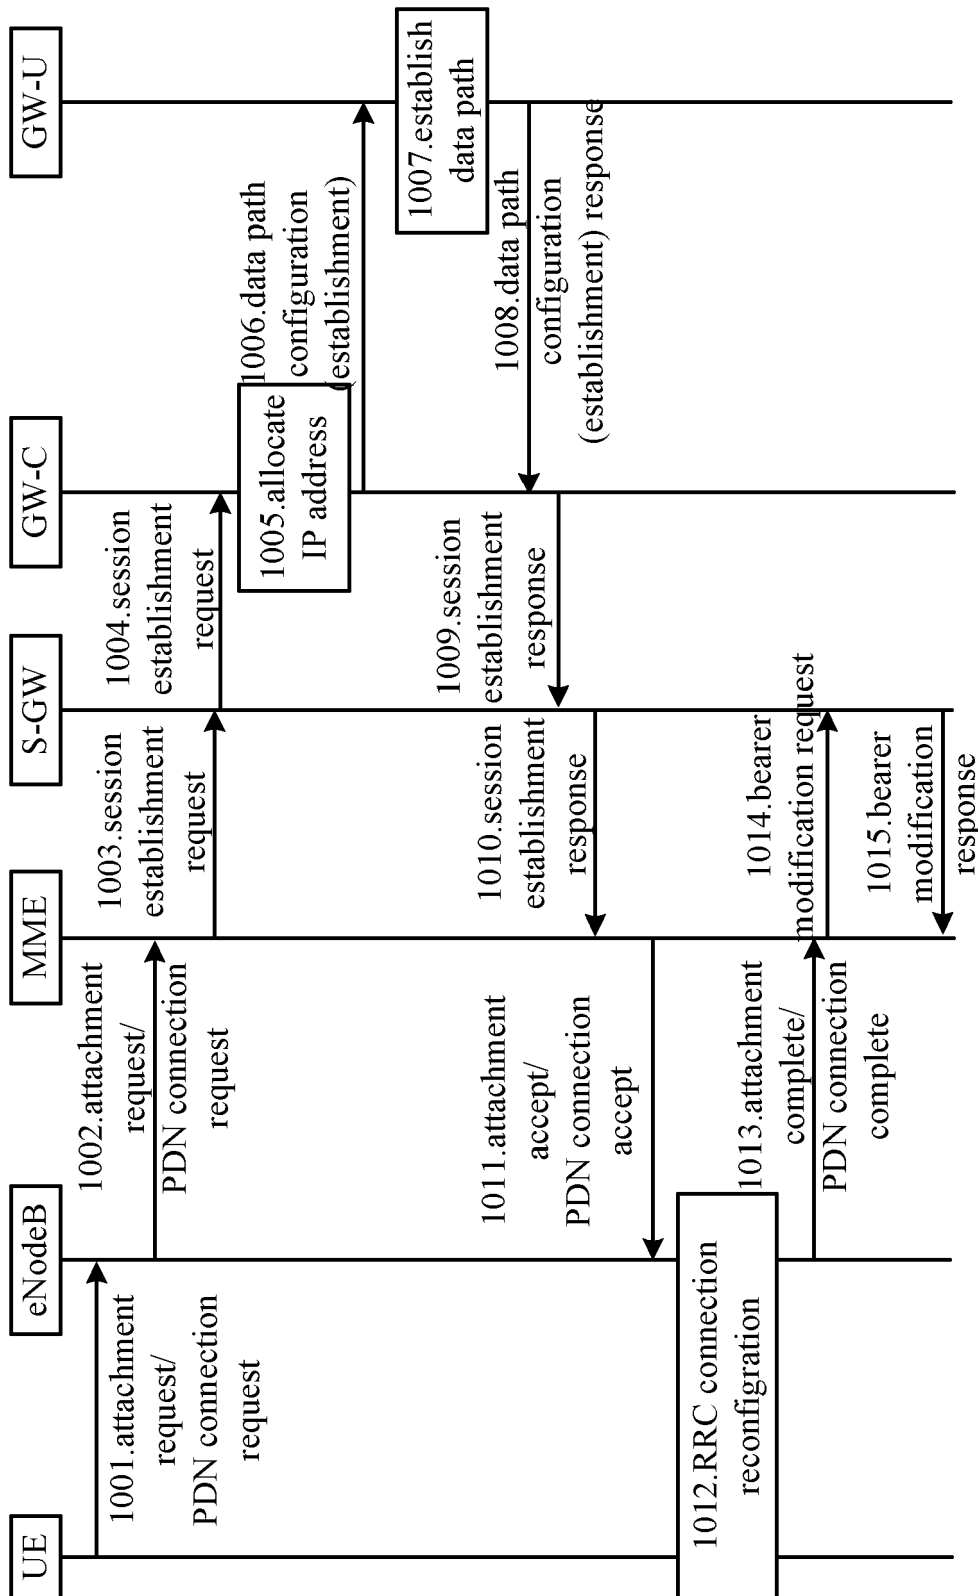 UE
eNodeB
MME
S-GW
GW-C
GW-U
1001.attachment
request/
PDN connection
request
1002.attachment
request/
PDN connection
request
1003.session
establishment
request
1004.session
establishment
request
1005.allocate
IP address
1006.data path
configuration
(establishment)
1007.establish
data path
1008.data path
configuration
(establishment) response
1009.session
establishment
response
1010.session
establishment
response
1011.attachment
accept/
PDN connection
accept
1012.RRC connection
reconfigration
1013.attachment
complete/
PDN connection
complete
1014.bearer
modification request
1015.bearer
modification
response